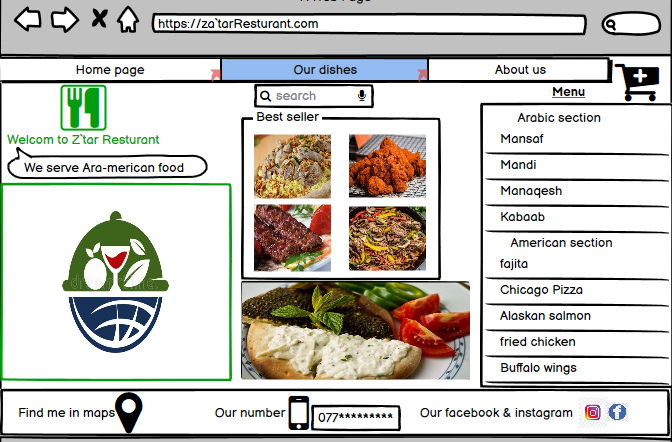 https://za`tarResturant.com
Home page
Our dishes
About us
search
Menu
Welcom to Z`tar Resturant
We serve Ara-merican food
Best seller
Arabic section
Mansaf
Mandi
Manaqesh
Kabaab
American section
fajita
Chicago Pizza
Alaskan salmon
fried chicken
Buffalo wings
Find me in maps
Our number
077*********
Our facebook & instagram